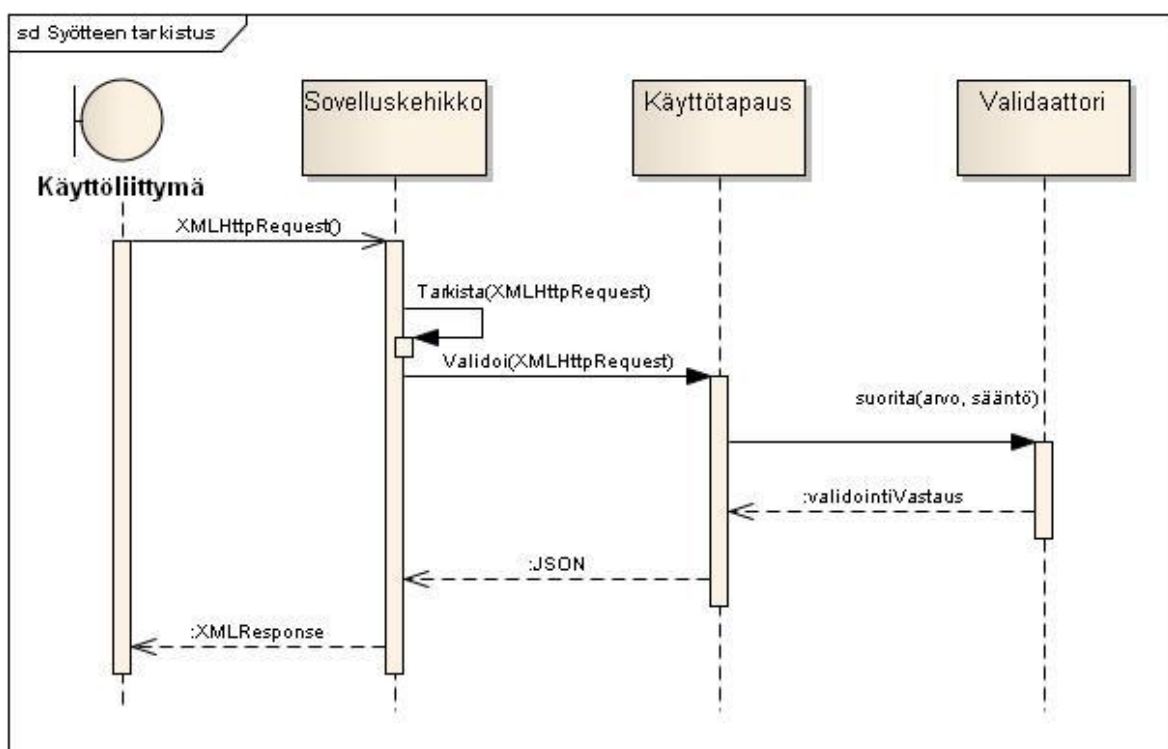 sd Syötteen tarkistus
Sovelluskehikko
Käyttötapaus
Validaattori
Käyttöliittymä
XMLHttpRequest()
Tarkista(XMLHttpRequest)
Validoi(XMLHttpRequest)
suorita(arvo, sääntö)
:validointiVastaus
:JSON
:XMLResponse